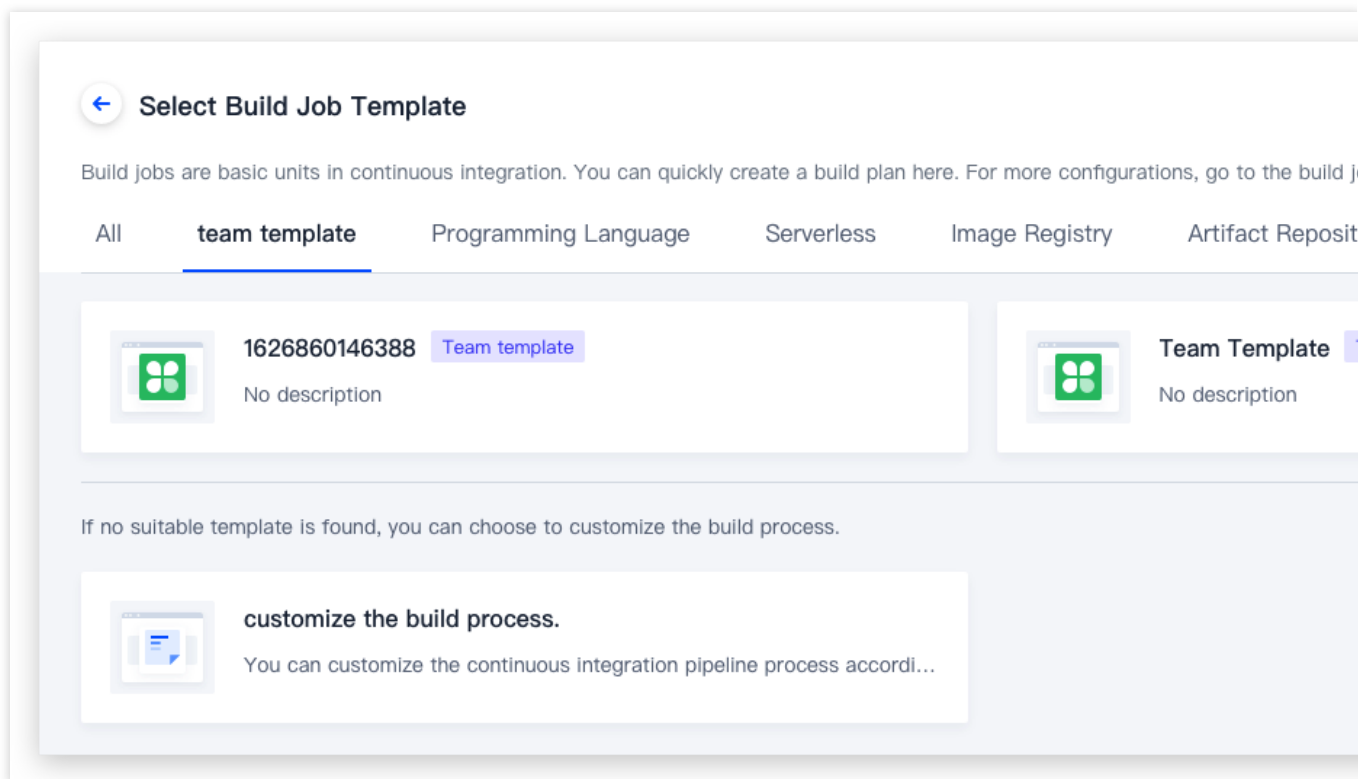 Select Build Job Template
Build jobs are basic units in continuous integration. You can quickly create a build plan here. For more configurations, go to the build
All team template Programming Language Serverless Image Registry Artifact
1626860146388 Team template
No description
Team Template
No description
If no suitable template is found, you can choose to customize the build process.
customize the build process.
You can customize the continuous integration pipeline process accordi...